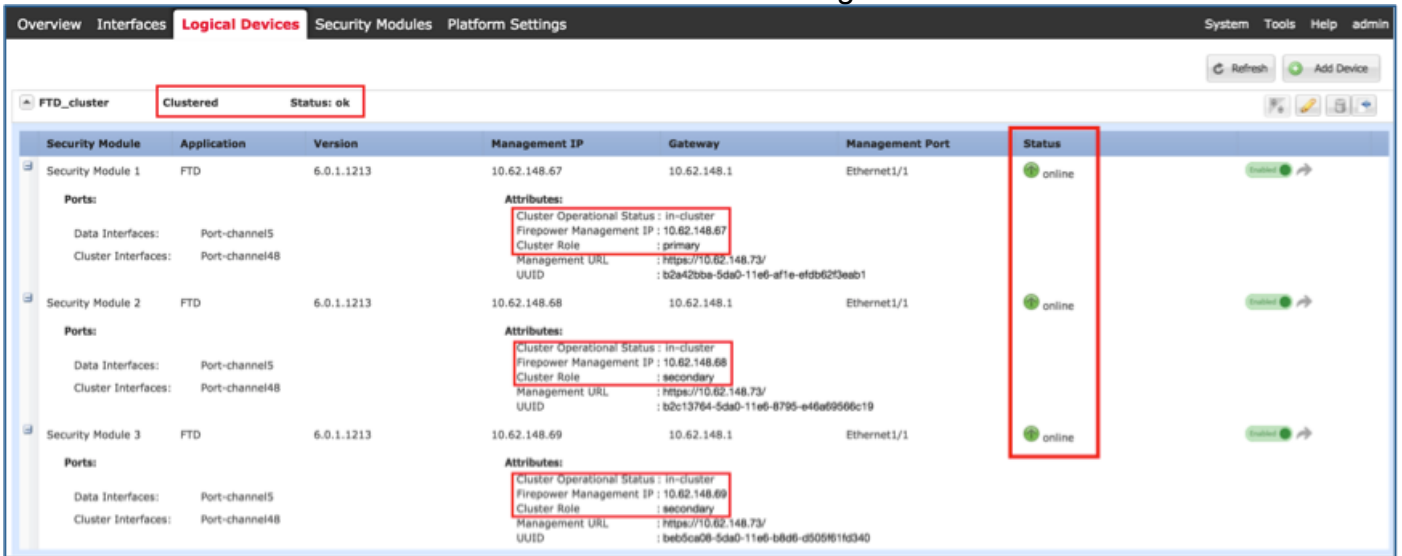 Overview Interfaces Logical Devices Security Modules Platform Settings System Tools Help admin
Refresh Add Device
FTD_cluster Clustered Status: ok
Security Module Application Version Management IP Gateway Management Port Status
Security Module 1 FTD 6.0.1.1213 10.62.148.67 10.62.148.1 Ethernet1/1 online Enabled
Ports: Attributes:
Cluster Operational Status : in-cluster
Data Interfaces: Port-channel5 Firepower Management IP : 10.62.148.67
Cluster Role : primary
Cluster Interfaces: Port-channel48 Management URL : https://10.62.148.73/
UUID : b2a42bba-5da0-11e6-af1e-efdb62f3eab1
Security Module 2 FTD 6.0.1.1213 10.62.148.68 10.62.148.1 Ethernet1/1 online Enabled
Ports: Attributes:
Cluster Operational Status : in-cluster
Data Interfaces: Port-channel5 Firepower Management IP : 10.62.148.68
Cluster Role : secondary
Cluster Interfaces: Port-channel48 Management URL : https://10.62.148.73/
UUID : b2c13764-5da0-11e6-8795-e46a69566c19
Security Module 3 FTD 6.0.1.1213 10.62.148.69 10.62.148.1 Ethernet1/1 online Enabled
Ports: Attributes:
Cluster Operational Status : in-cluster
Data Interfaces: Port-channel5 Firepower Management IP : 10.62.148.69
Cluster Role : secondary
Cluster Interfaces: Port-channel48 Management URL : https://10.62.148.73/
UUID : beb5ca08-5da0-11e6-b8d6-d505f61fd340